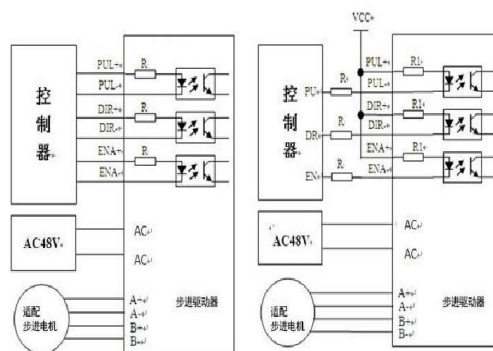 PUL+
R
PUL-
DIR+
R
DIR-
ENA+
R
ENA-
控制器
AC48V
AC
AC
适配
步进电机
A+
A-
B+
B-
步进驱动器
VCC
PUL+
R1
R
PUL-
PU
DIR+
R1
DR
R
DIR-
ENA+
R1
EN
R
ENA-
控制器
AC48V
AC
AC
适配
步进电机
A+
A-
B+
B-
步进驱动器